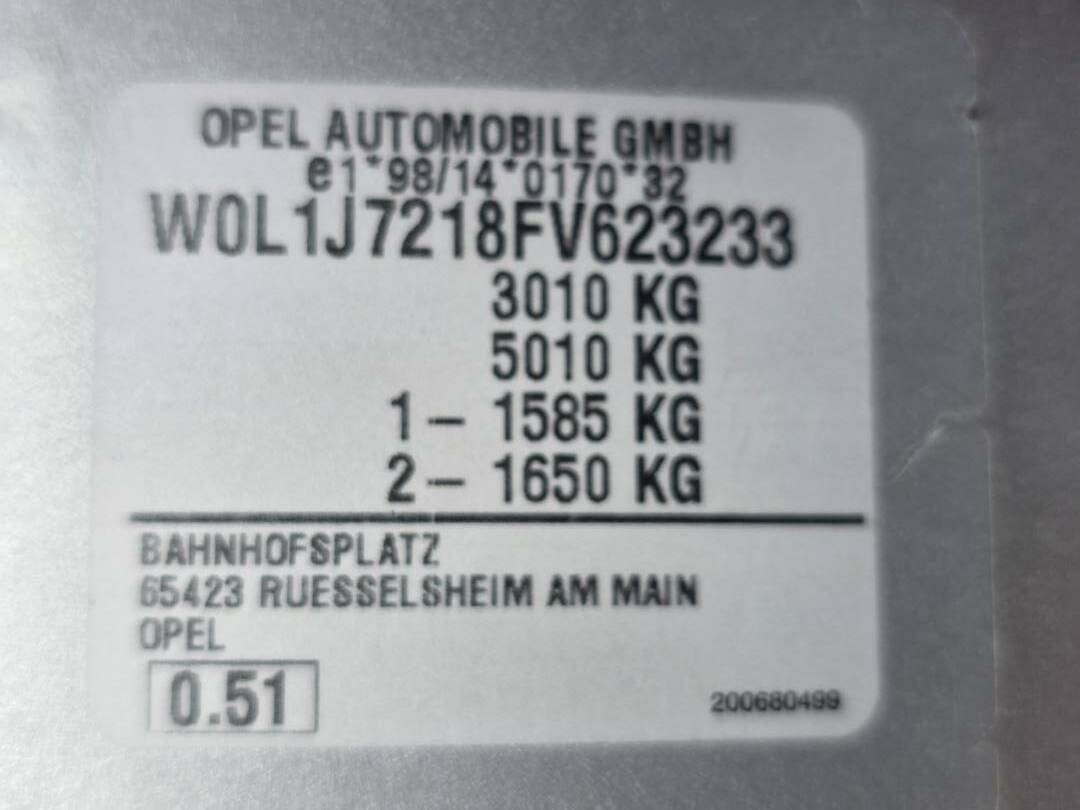 OPEL AUTOMOBILE GMBH
e1*98/14*0170*32
W0L1J7218FV623233
3010 KG
5010 KG
1 – 1585 KG
2 – 1650 KG
BAHNHOFSPLATZ
65423 RUESSELSHEIM AM MAIN
OPEL
0.51
200680499